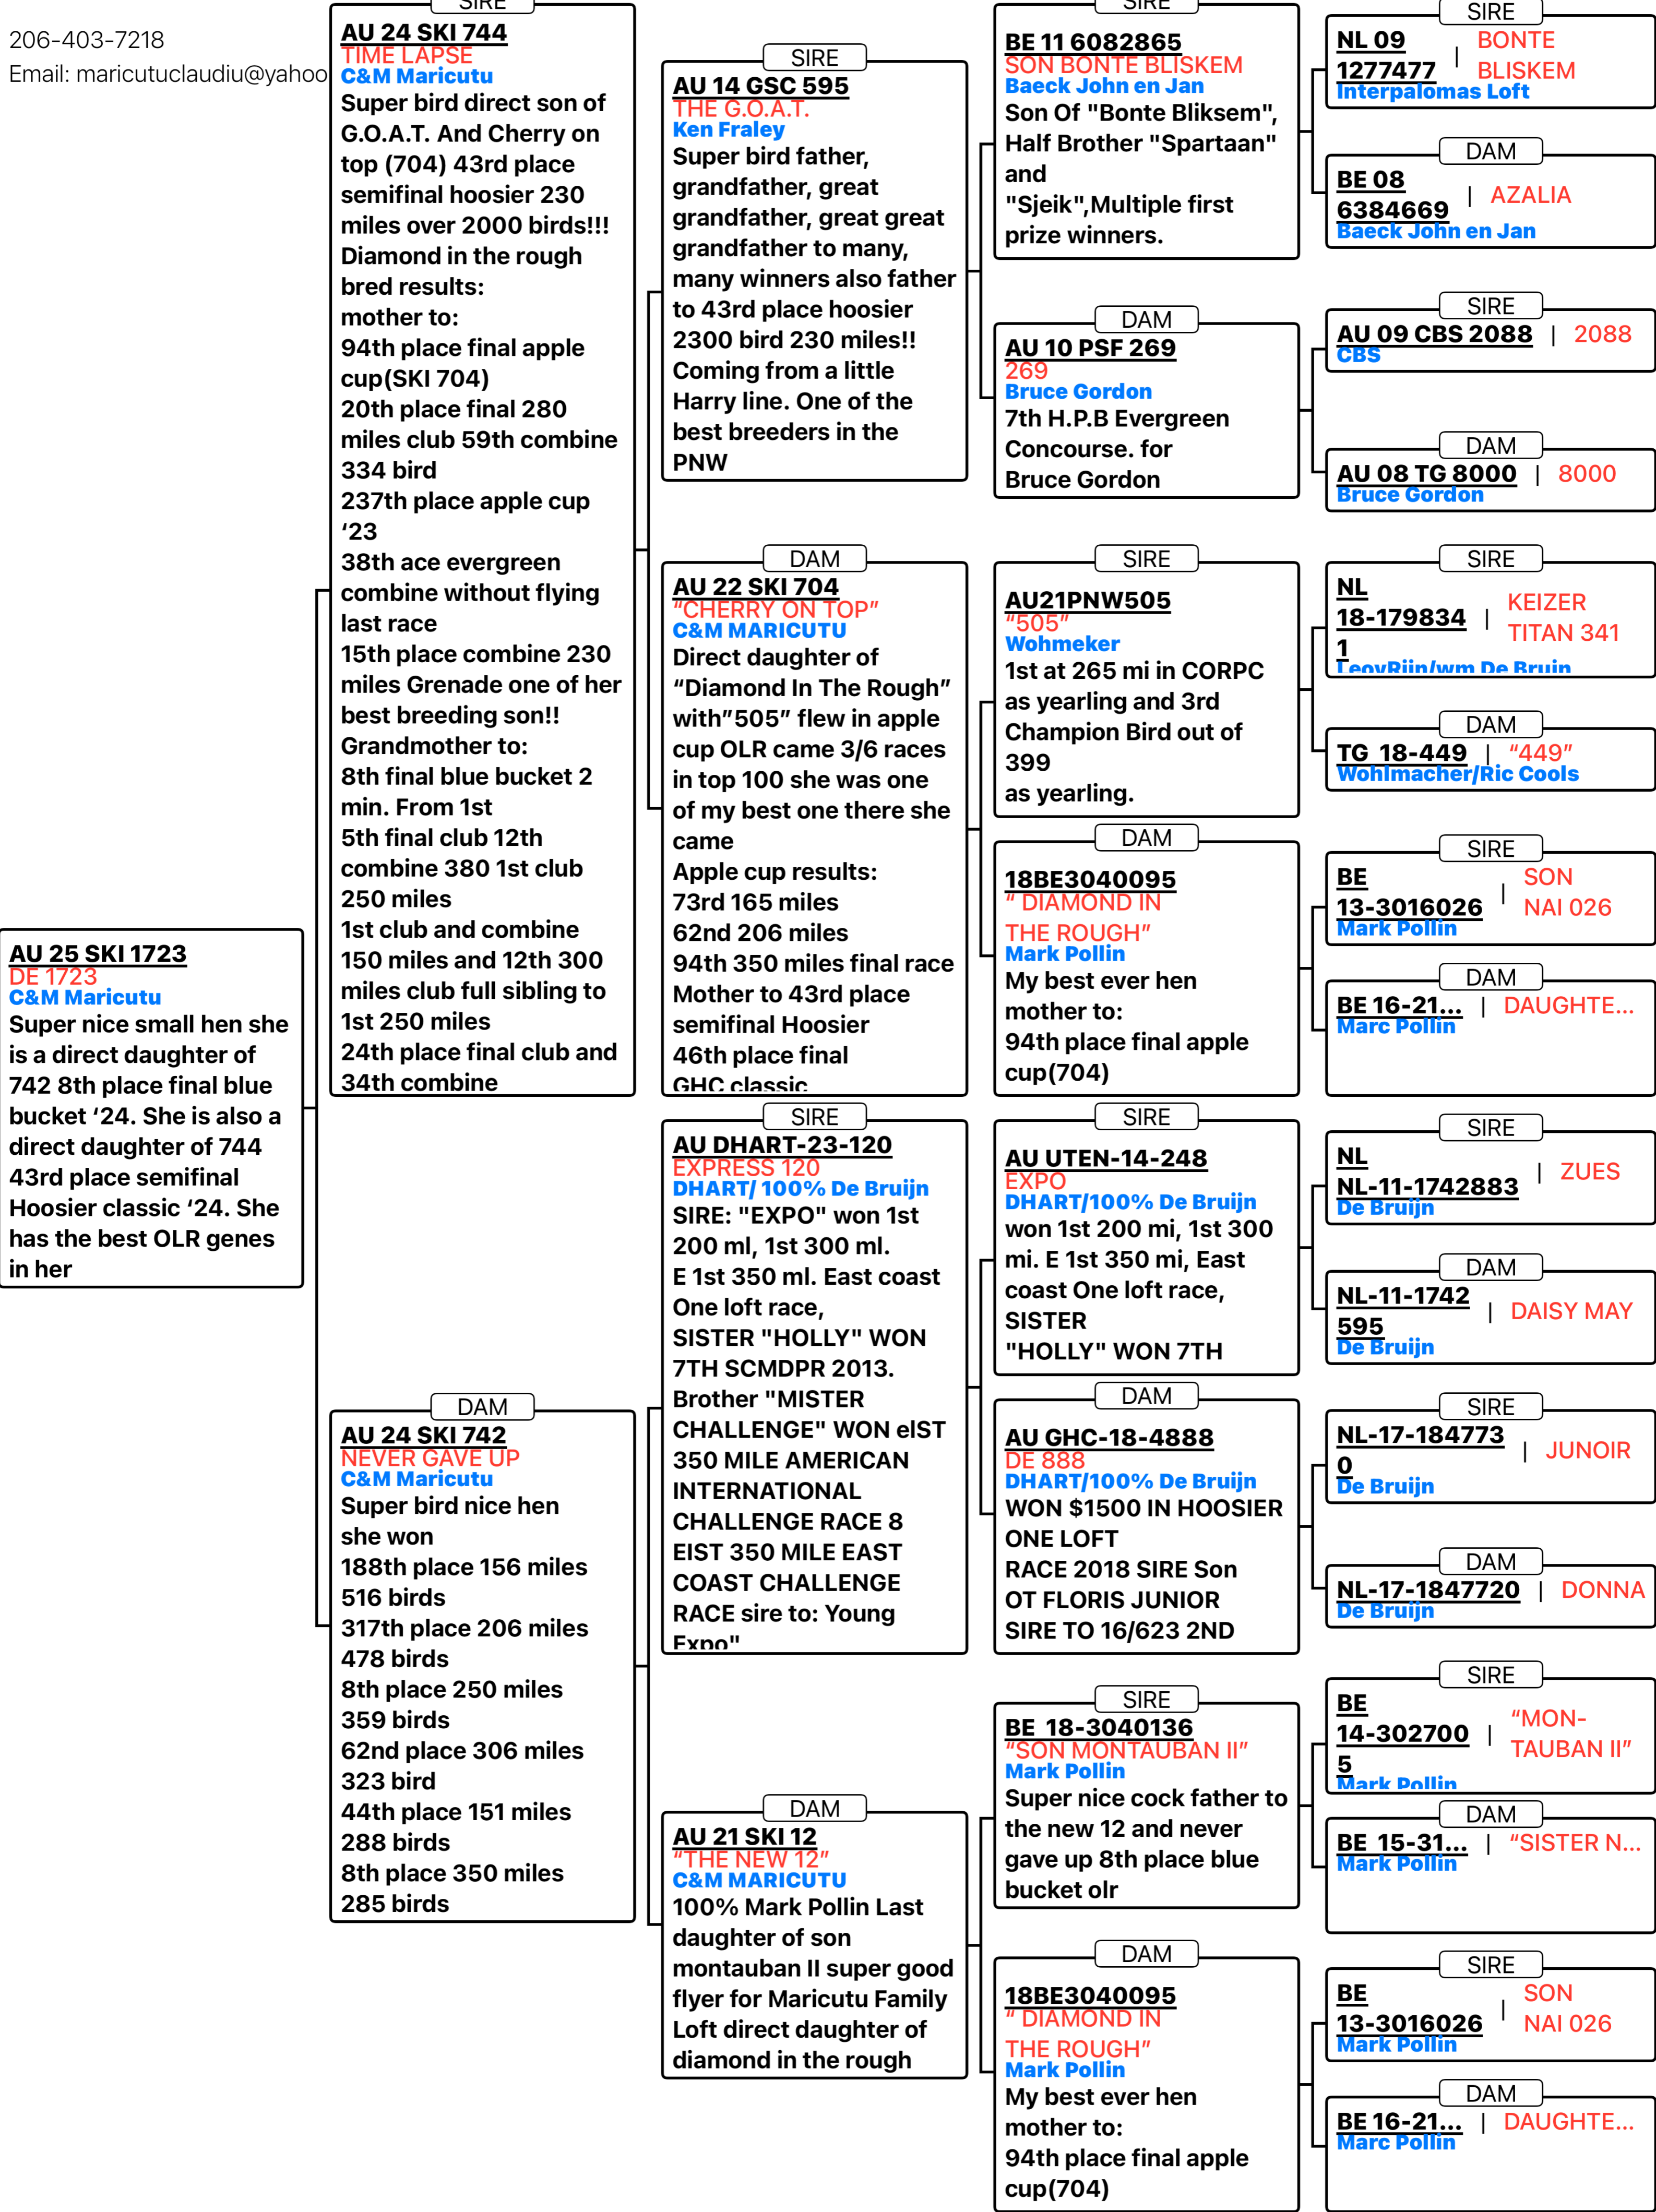 206-403-7218
Email: maricutuclaudiu@yahoo
AU 25 SKI 1723
DE 1723
C&M Maricutu
Super nice small hen she
is a direct daughter of
742 8th place final blue
bucket ‘24. She is also a
direct daughter of 744
43rd place semifinal
Hoosier classic ‘24. She
has the best OLR genes
in her
SIRE
AU 24 SKI 744
TIME LAPSE
C&M Maricutu
Super bird direct son of
G.O.A.T. And Cherry on
top (704) 43rd place
semifinal hoosier 230
miles over 2000 birds!!!
Diamond in the rough
bred results:
mother to:
94th place final apple
cup(SKI 704)
20th place final 280
miles club 59th combine
334 bird
237th place apple cup
‘23
38th ace evergreen
combine without flying
last race
15th place combine 230
miles Grenade one of her
best breeding son!!
Grandmother to:
8th final blue bucket 2
min. From 1st
5th final club 12th
combine 380 1st club
250 miles
1st club and combine
150 miles and 12th 300
miles club full sibling to
1st 250 miles
24th place final club and
34th combine
DAM
AU 24 SKI 742
NEVER GAVE UP
C&M Maricutu
Super bird nice hen
she won
188th place 156 miles
516 birds
317th place 206 miles
478 birds
8th place 250 miles
359 birds
62nd place 306 miles
323 bird
44th place 151 miles
288 birds
8th place 350 miles
285 birds
SIRE
AU 14 GSC 595
THE G.O.A.T.
Ken Fraley
Super bird father,
grandfather, great
grandfather, great great
grandfather to many,
many winners also father
to 43rd place hoosier
2300 bird 230 miles!!
Coming from a little
Harry line. One of the
best breeders in the
PNW
DAM
AU 22 SKI 704
“CHERRY ON TOP”
C&M MARICUTU
Direct daughter of
“Diamond In The Rough”
with”505” flew in apple
cup OLR came 3/6 races
in top 100 she was one
of my best one there she
came
Apple cup results:
73rd 165 miles
62nd 206 miles
94th 350 miles final race
Mother to 43rd place
semifinal Hoosier
46th place final
GHC classic
SIRE
AU DHART-23-120
EXPRESS 120
DHART/ 100% De Bruijn
SIRE: "EXPO" won 1st
200 ml, 1st 300 ml.
E 1st 350 ml. East coast
One loft race,
SISTER "HOLLY" WON
7TH SCMDPR 2013.
Brother "MISTER
CHALLENGE" WON elST
350 MILE AMERICAN
INTERNATIONAL
CHALLENGE RACE 8
EIST 350 MILE EAST
COAST CHALLENGE
RACE sire to: Young
Expo"
DAM
AU 21 SKI 12
“THE NEW 12”
C&M MARICUTU
100% Mark Pollin Last
daughter of son
montauban II super good
flyer for Maricutu Family
Loft direct daughter of
diamond in the rough
SIRE
BE 11 6082865
SON BONTE BLISKEM
Baeck John en Jan
Son Of "Bonte Bliksem",
Half Brother "Spartaan"
and
"Sjeik",Multiple first
prize winners.
DAM
AU 10 PSF 269
269
Bruce Gordon
7th H.P.B Evergreen
Concourse. for
Bruce Gordon
SIRE
AU21PNW505
“505”
Wohmeker
1st at 265 mi in CORPC
as yearling and 3rd
Champion Bird out of
399
as yearling.
DAM
18BE3040095
“ DIAMOND IN
THE ROUGH”
Mark Pollin
My best ever hen
mother to:
94th place final apple
cup(704)
SIRE
AU UTEN-14-248
EXPO
DHART/100% De Bruijn
won 1st 200 mi, 1st 300
mi. E 1st 350 mi, East
coast One loft race,
SISTER
"HOLLY" WON 7TH
DAM
AU GHC-18-4888
DE 888
DHART/100% De Bruijn
WON $1500 IN HOOSIER
ONE LOFT
RACE 2018 SIRE Son
OT FLORIS JUNIOR
SIRE TO 16/623 2ND
SIRE
BE 18-3040136
“SON MONTAUBAN II”
Mark Pollin
Super nice cock father to
the new 12 and never
gave up 8th place blue
bucket olr
DAM
18BE3040095
“ DIAMOND IN
THE ROUGH”
Mark Pollin
My best ever hen
mother to:
94th place final apple
cup(704)
SIRE
NL 09
1277477 | BONTE
BLISKEM
Interpalomas Loft
DAM
BE 08
6384669 | AZALIA
Baeck John en Jan
SIRE
AU 09 CBS 2088 | 2088
CBS
DAM
AU 08 TG 8000 | 8000
Bruce Gordon
SIRE
NL
18-179834
1 | KEIZER
TITAN 341
LeovRijn/wm De Bruin
DAM
TG 18-449 | “449”
Wohlmacher/Ric Cools
SIRE
BE
13-3016026 | SON
NAI 026
Mark Pollin
DAM
BE 16-21... | DAUGHTE...
Marc Pollin
SIRE
NL
NL-11-1742883 | ZUES
De Bruijn
DAM
NL-11-1742
595 | DAISY MAY
De Bruijn
SIRE
NL-17-184773
0 | JUNOIR
De Bruijn
DAM
NL-17-1847720 | DONNA
De Bruijn
SIRE
BE
14-302700
5 | “MON-
TAUBAN II”
Mark Pollin
DAM
BE 15-31... | “SISTER N...
Mark Pollin
SIRE
BE
13-3016026 | SON
NAI 026
Mark Pollin
DAM
BE 16-21... | DAUGHTE...
Marc Pollin